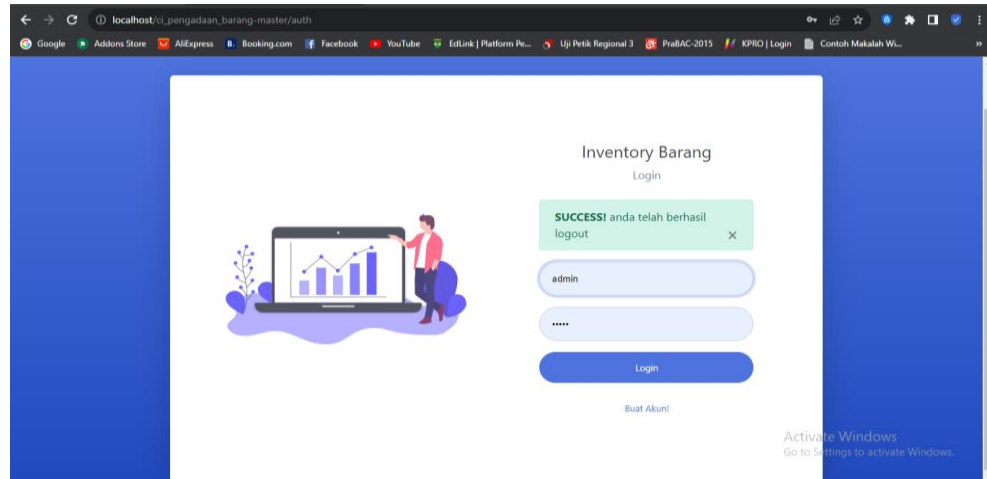 localhost/ci_pengadaan_barang-master/auth
Google Addons Store AliExpress Booking.com Facebook YouTube EdLink | Platform Pe... Uji Petik Regional 3 PraBAC-2015 KPRO | Login Contoh Makalah Wi... »
Inventory Barang
Login
SUCCESS! anda telah berhasil
logout ×
admin
•••••
Login
Buat Akun!
Activate Windows
Go to Settings to activate Windows.